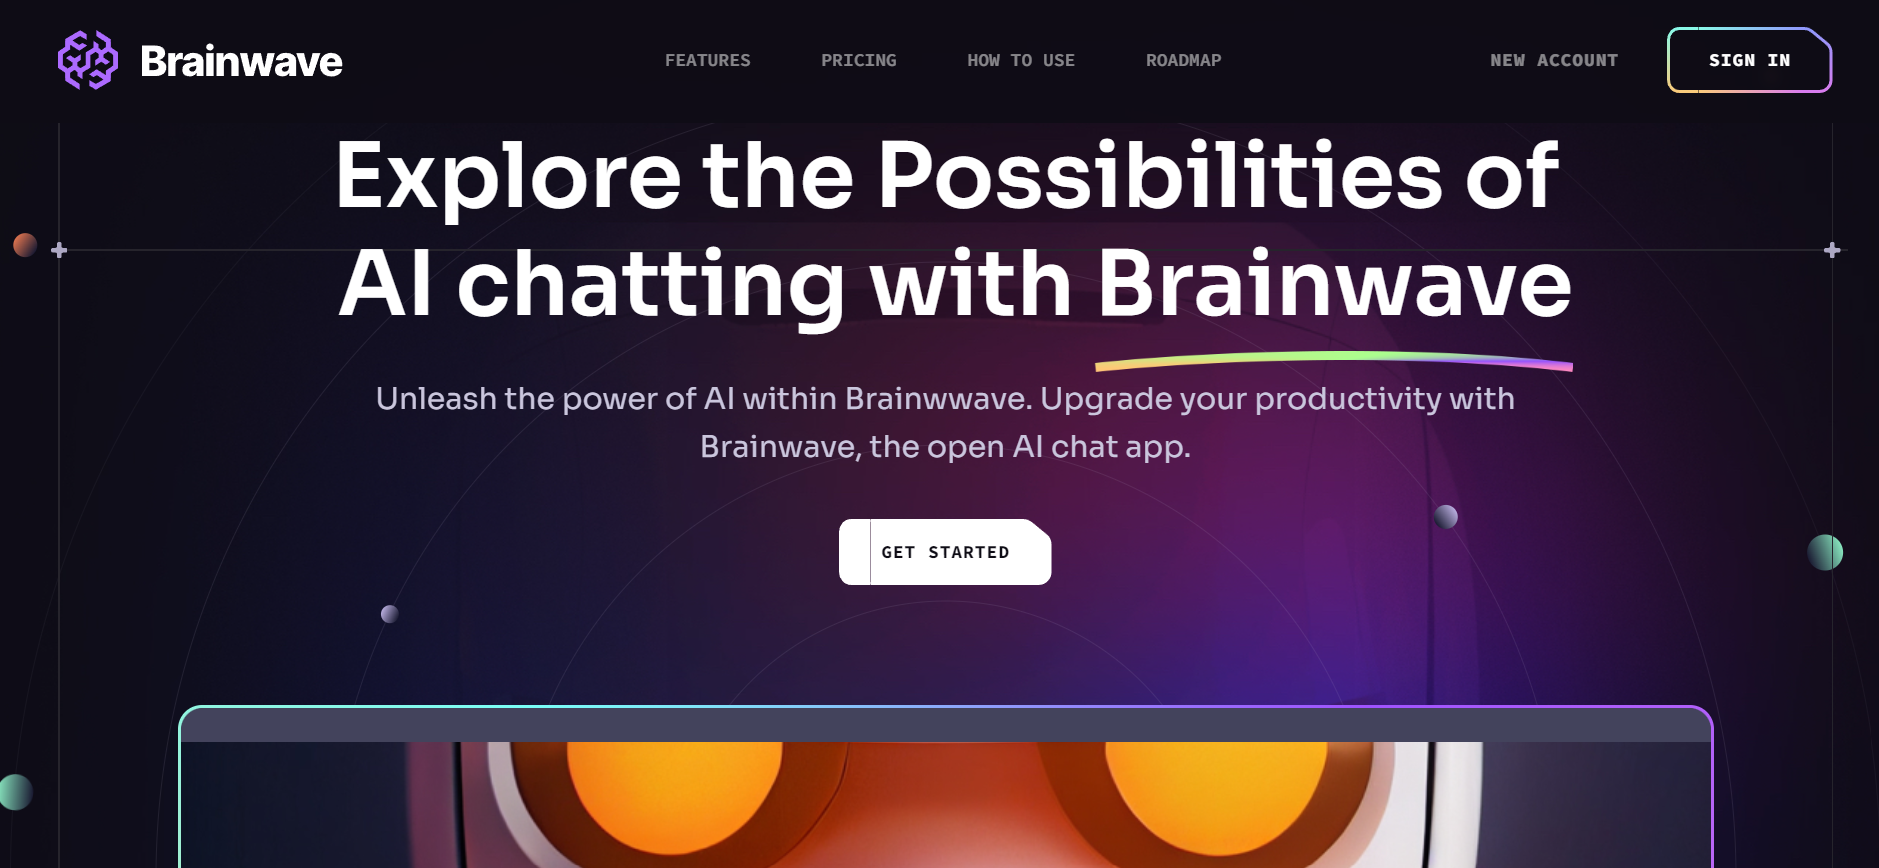 Brainwave
FEATURES PRICING HOW TO USE ROADMAP
NEW ACCOUNT SIGN IN
Explore the Possibilities of
AI chatting with Brainwave
Unleash the power of AI within Brainwwave. Upgrade your productivity with
Brainwave, the open AI chat app.
GET STARTED